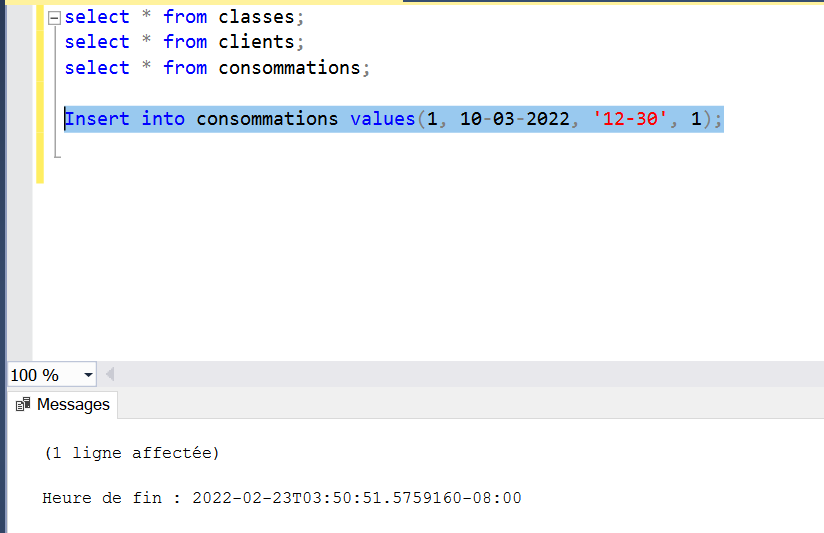 select * from classes;
select * from clients;
select * from consommations;
Insert into consommations values(1, 10-03-2022, '12-30', 1);
100 %
Messages
(1 ligne affectée)
Heure de fin : 2022-02-23T03:50:51.5759160-08:00